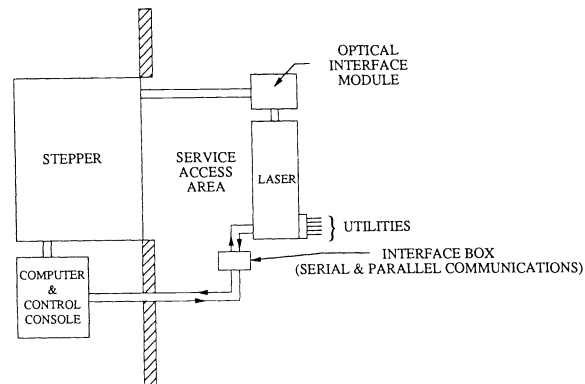 OPTICAL
INTERFACE
MODULE
STEPPER
SERVICE
ACCESS
AREA
LASER
UTILITIES
INTERFACE BOX
(SERIAL & PARALLEL COMMUNICATIONS)
COMPUTER
&
CONTROL
CONSOLE